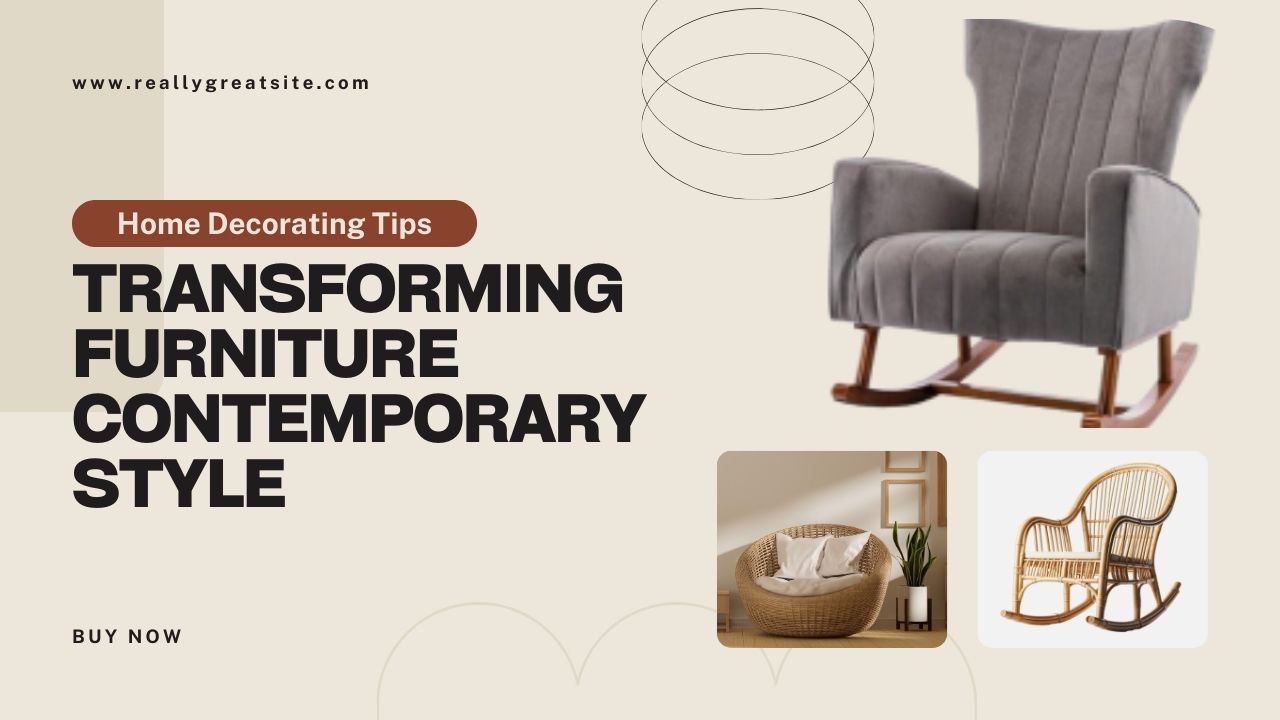 www.reallygreatsite.com
Home Decorating Tips
TRANSFORMING
FURNITURE
CONTEMPORARY
STYLE
BUY NOW